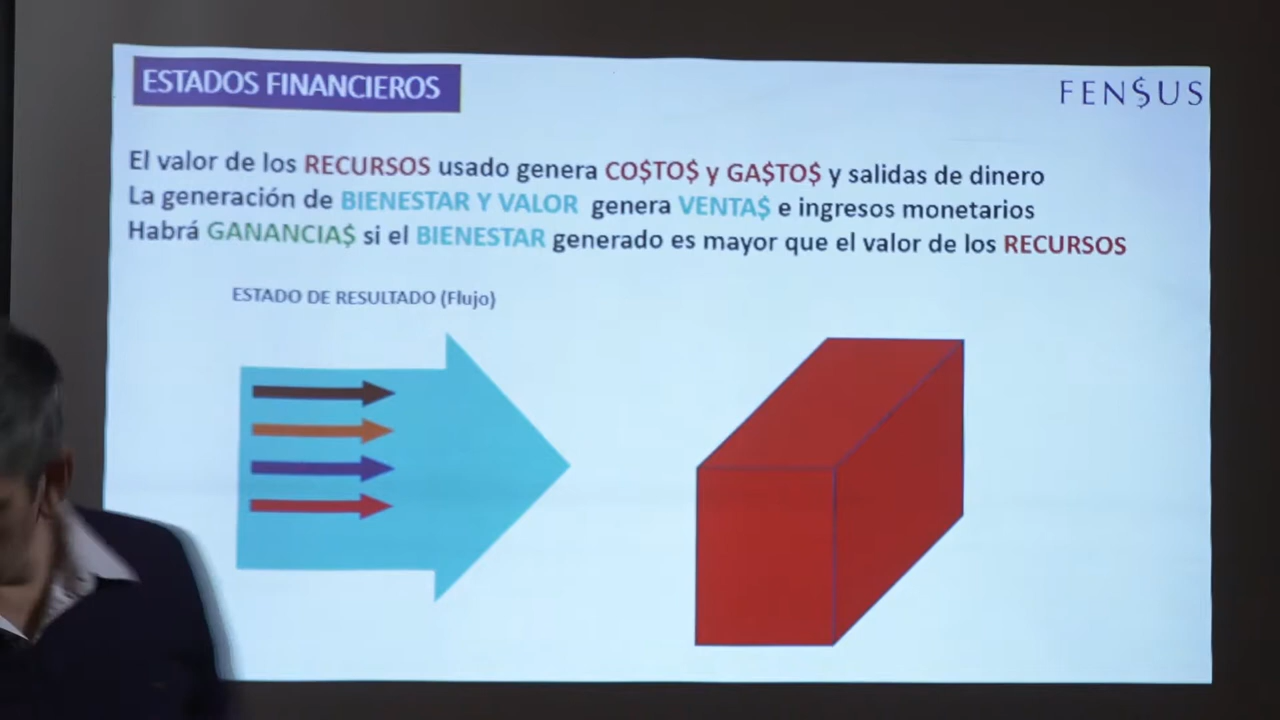 ESTADOS FINANCIEROS
FEN$US
El valor de los RECURSOS usado genera CO$TO$ y GA$TO$ y salidas de dinero
La generación de BIENESTAR Y VALOR genera VENTA$ e ingresos monetarios
Habrá GANANCIA$ si el BIENESTAR generado es mayor que el valor de los RECURSOS
ESTADO DE RESULTADO (Flujo)